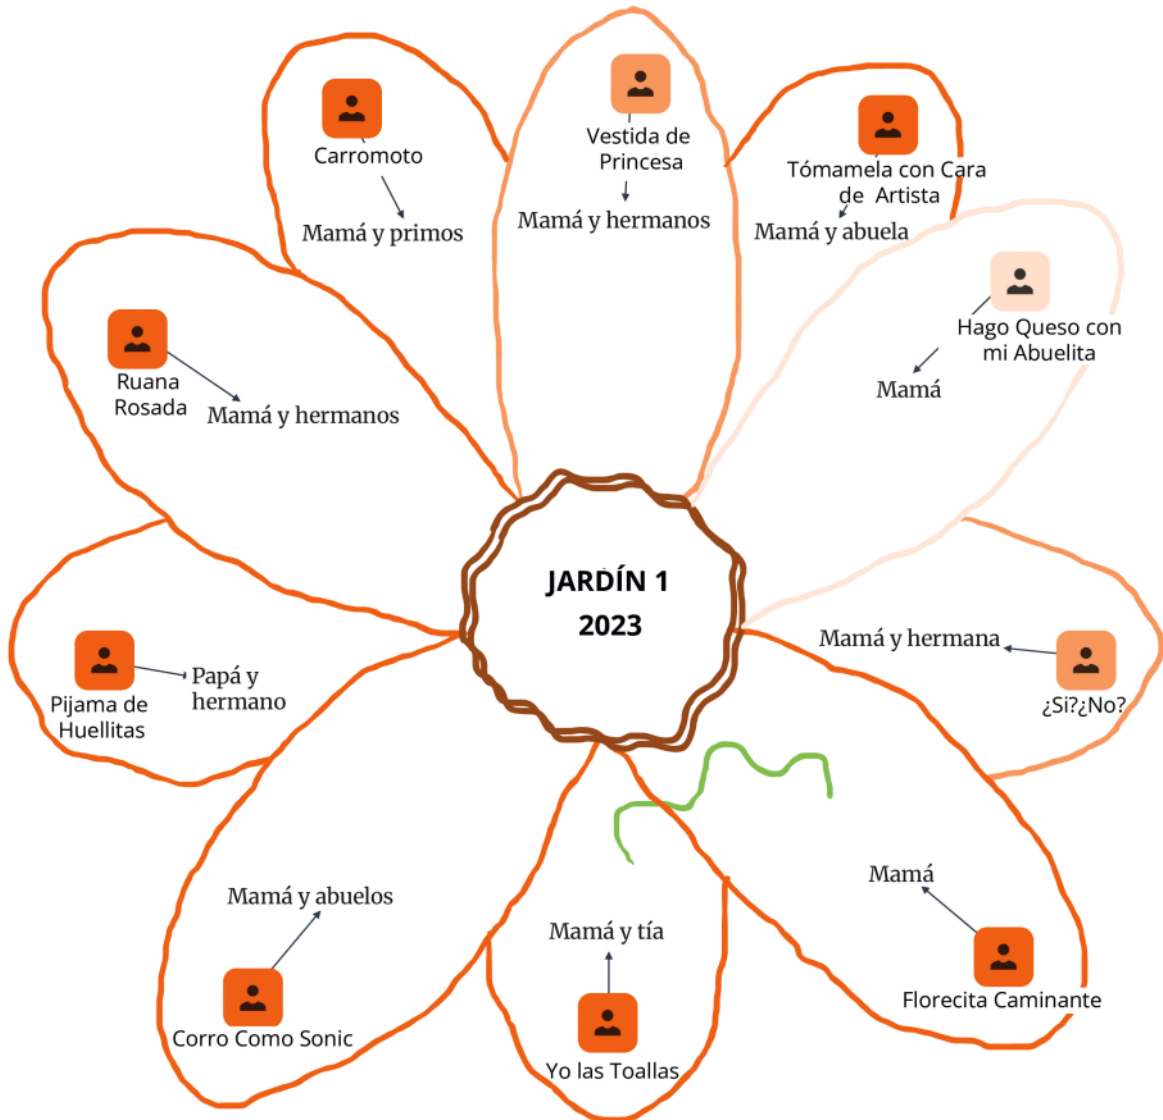 Carromoto
Mamá y primos
Vestida de
Princesa
Mamá y hermanos
Tómamela con Cara
de Artista
Mamá y abuela
Hago Queso con
mi Abuelita
Mamá
Ruana
Rosada
Mamá y hermanos
JARDÍN 1
2023
Mamá y hermana
¿Si?¿No?
Pijama de
Huellitas
Papá y
hermano
Mamá y abuelos
Corro Como Sonic
Mamá y tía
Yo las Toallas
Mamá
Florecita Caminante